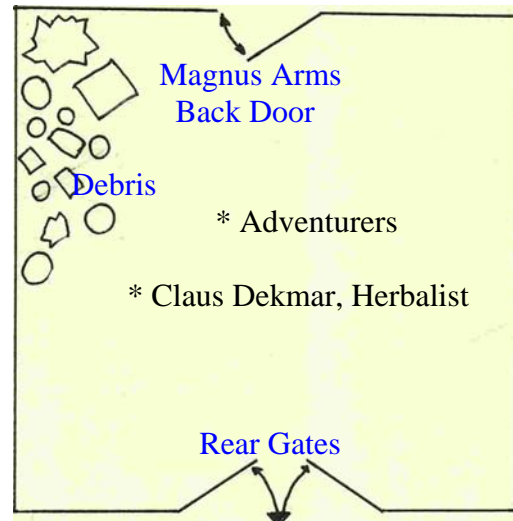 Magnus Arms
Back Door
Debris
* Adventurers
* Claus Dekmar, Herbalist
Rear Gates